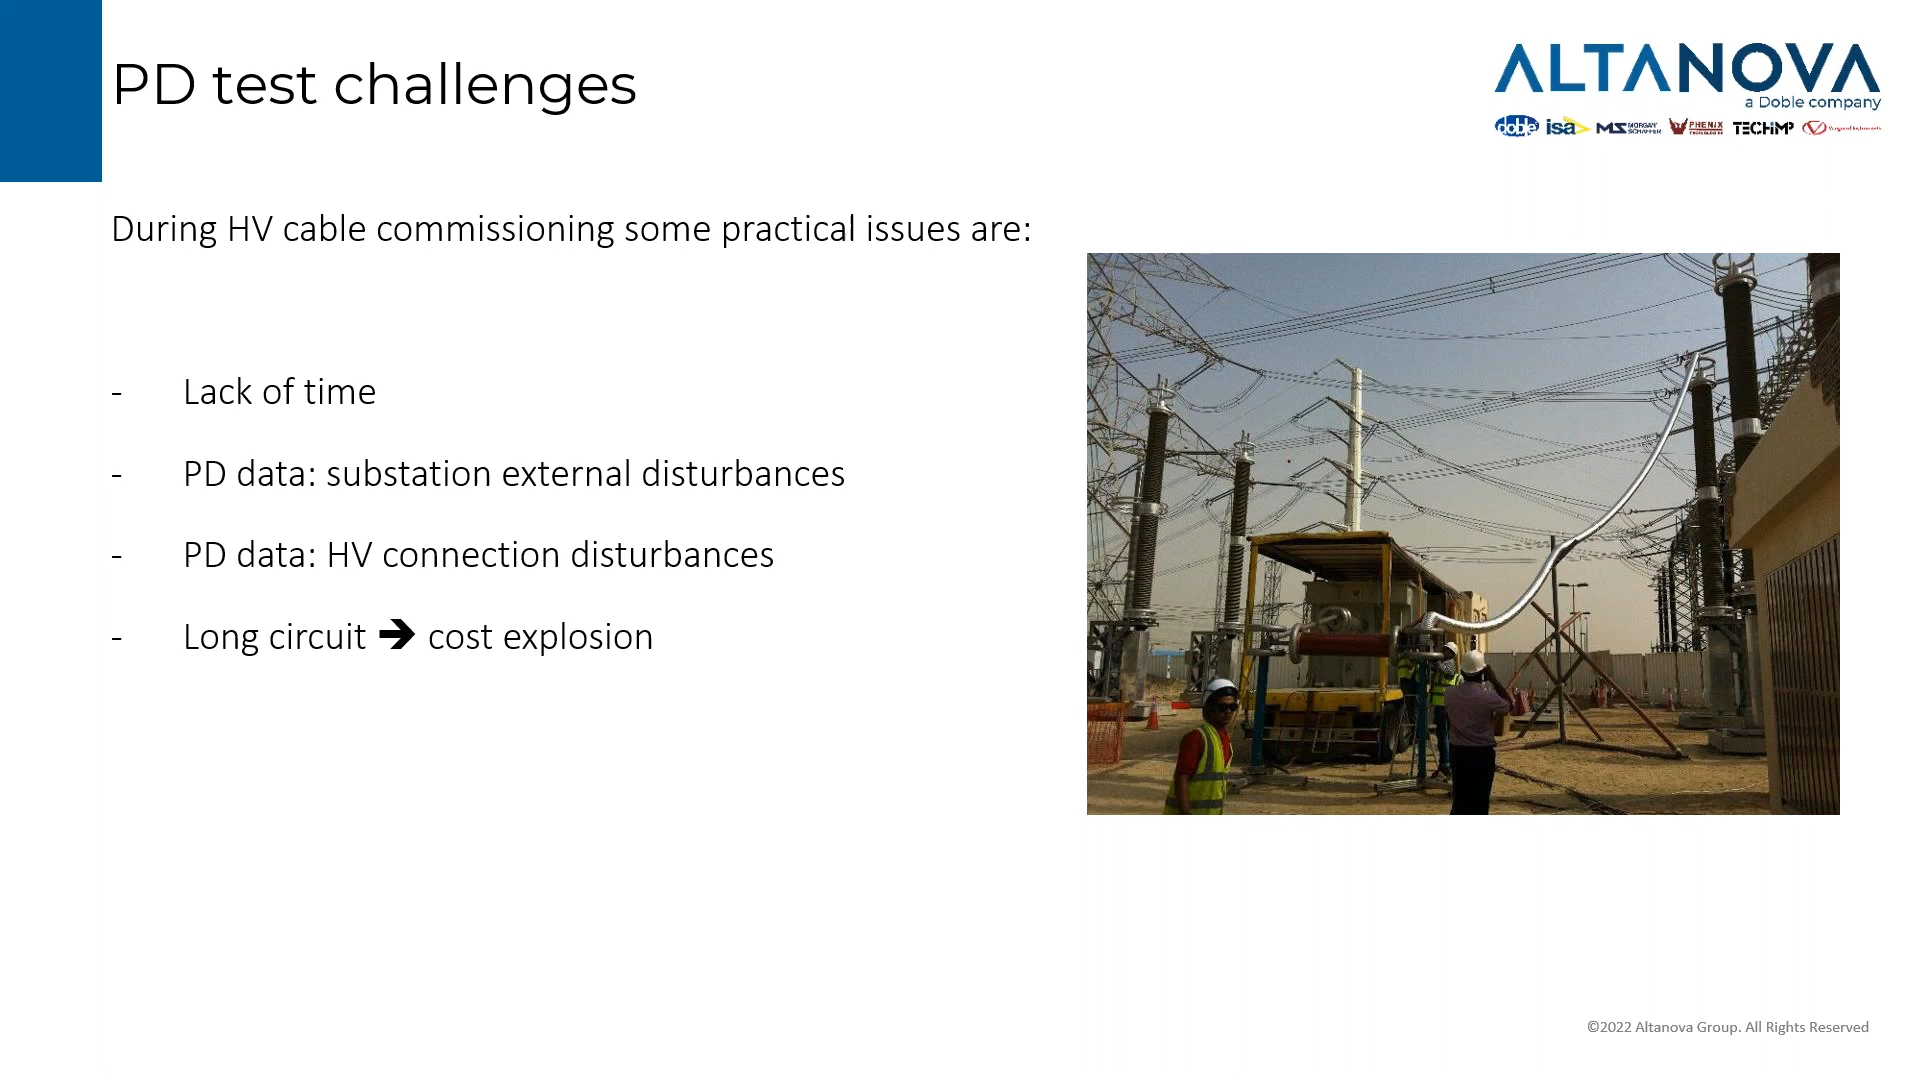 PD test challenges
ALTANOVA
a Doble company
doble isa MORGAN SCHAFFER PHENIX TECHNOLOGIES TECHIMP Vanguard Instruments
During HV cable commissioning some practical issues are:
- Lack of time
- PD data: substation external disturbances
- PD data: HV connection disturbances
- Long circuit ➔ cost explosion
©2022 Altanova Group. All Rights Reserved